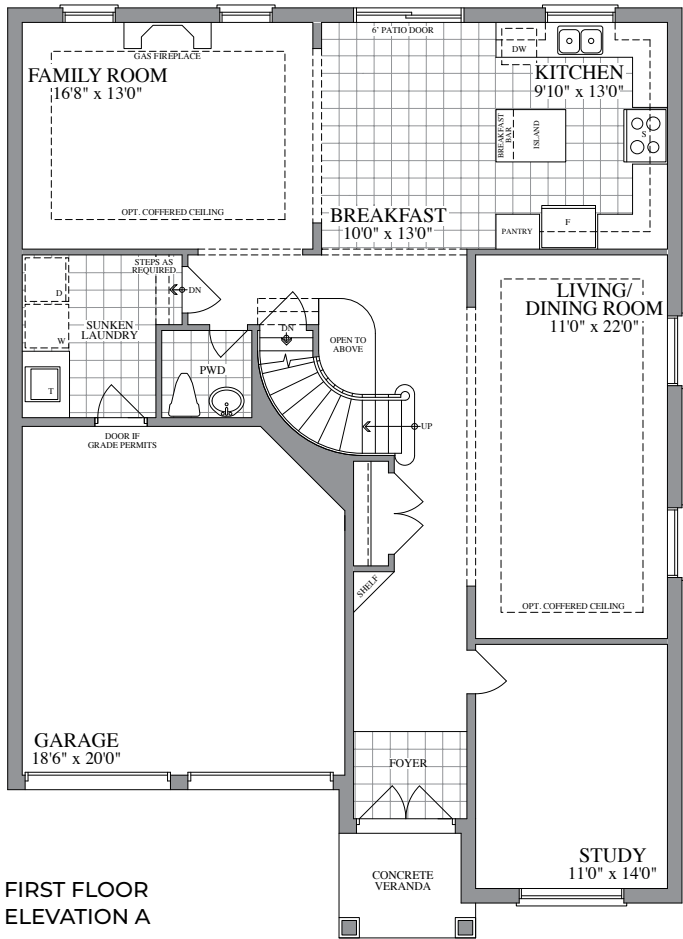 6' PATIO DOOR
GAS FIREPLACE
FAMILY ROOM
16'8" x 13'0"
OPT. COFFERED CEILING
DW
KITCHEN
9'10" x 13'0"
BREAKFAST
BAR
ISLAND
S
BREAKFAST
10'0" x 13'0"
PANTRY
F
STEPS AS
REQUIRED
DN
D
W
T
SUNKEN
LAUNDRY
PWD
DN
OPEN TO
ABOVE
UP
LIVING/
DINING ROOM
11'0" x 22'0"
OPT. COFFERED CEILING
DOOR IF
GRADE PERMITS
SHELF
GARAGE
18'6" x 20'0"
FOYER
STUDY
11'0" x 14'0"
CONCRETE
VERANDA
FIRST FLOOR
ELEVATION A